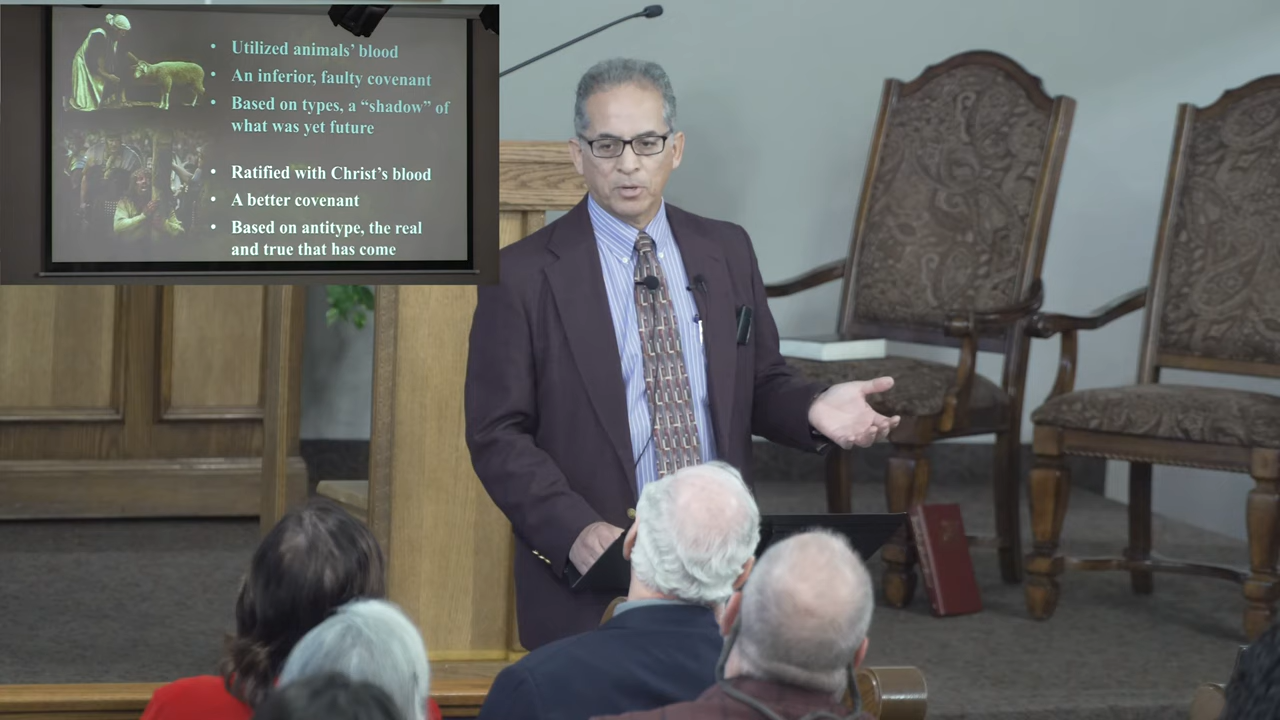 • Utilized animals’ blood
• An inferior, faulty covenant
• Based on types, a “shadow” of
what was yet future
• Ratified with Christ’s blood
• A better covenant
• Based on antitype, the real
and true that has come